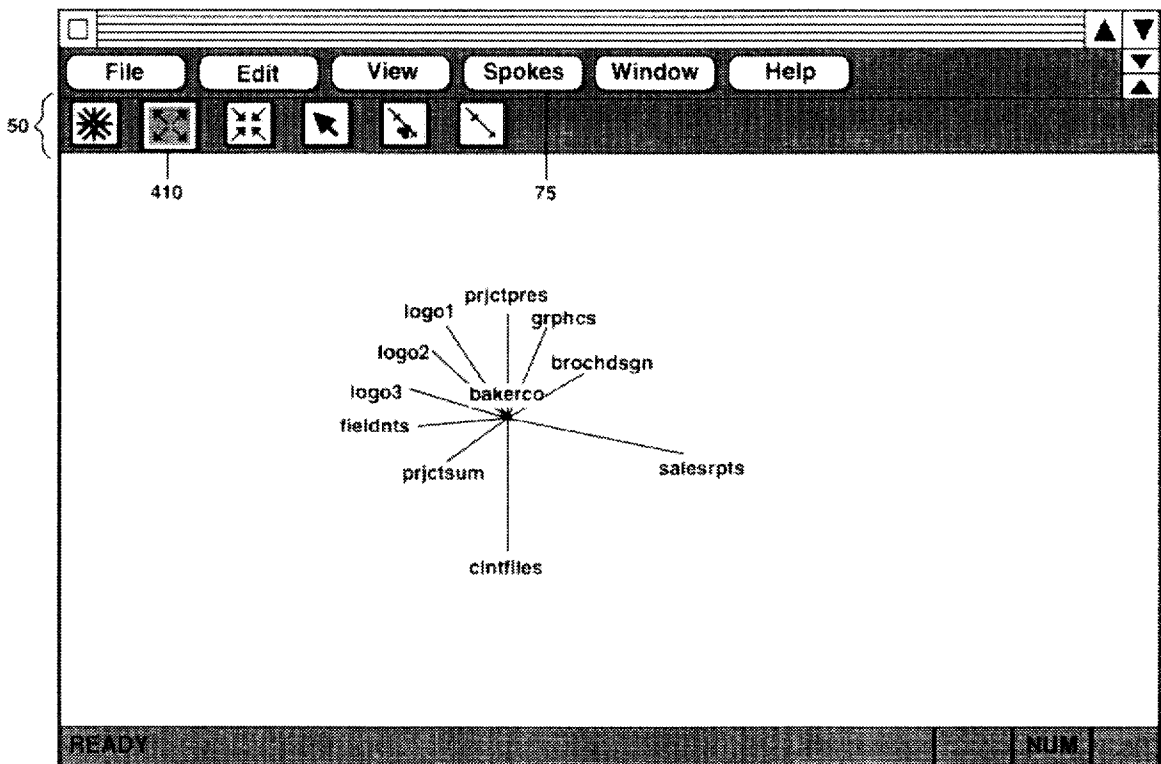 File Edit View Spokes Window Help
50
410 75
prjctpres
logo1
grphcs
logo2
brochdsgn
logo3
bakerco
fieldnts
salesrpts
prjctsum
clntfiles
READY NUM